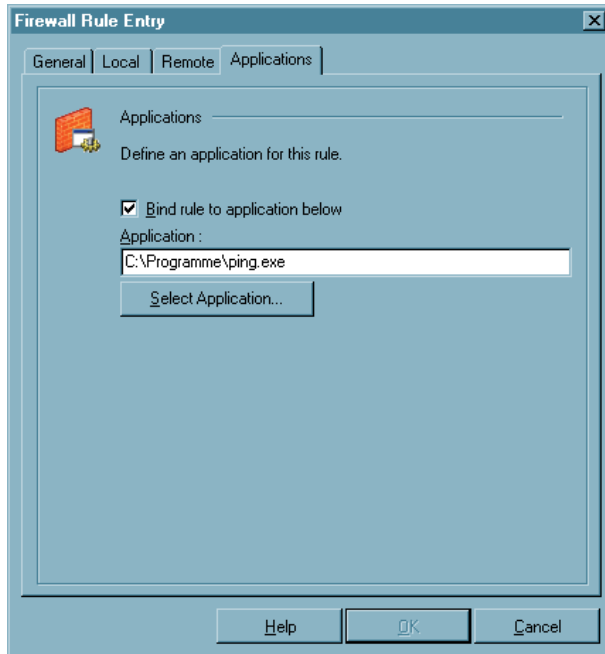 Firewall Rule Entry
General Local Remote Applications
Applications
Define an application for this rule.
Bind rule to application below
Application :
C:\Programme\ping.exe
Select Application...
Help OK Cancel